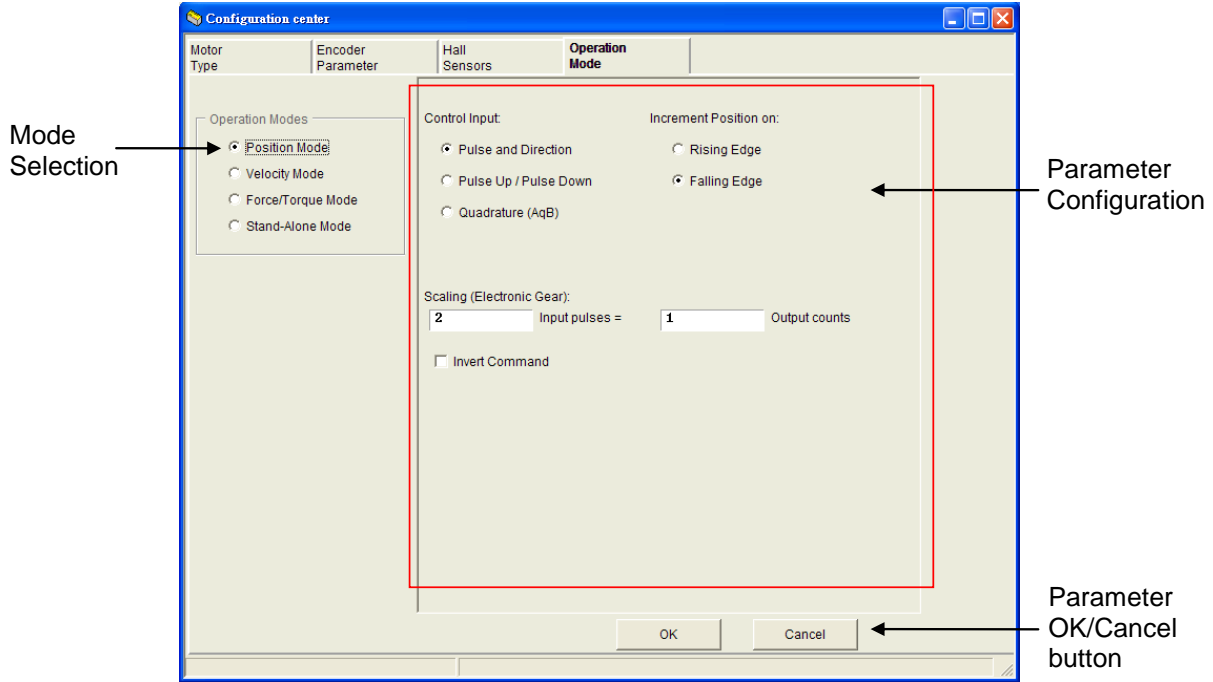 Configuration center
Motor Type
Encoder Parameter
Hall Sensors
Operation Mode
Mode Selection
Operation Modes
Position Mode
Velocity Mode
Force/Torque Mode
Stand-Alone Mode
Control Input:
Increment Position on:
Pulse and Direction
Rising Edge
Pulse Up / Pulse Down
Falling Edge
Quadrature (AqB)
Parameter Configuration
Scaling (Electronic Gear):
2 Input pulses = 1 Output counts
Invert Command
OK
Cancel
Parameter OK/Cancel button